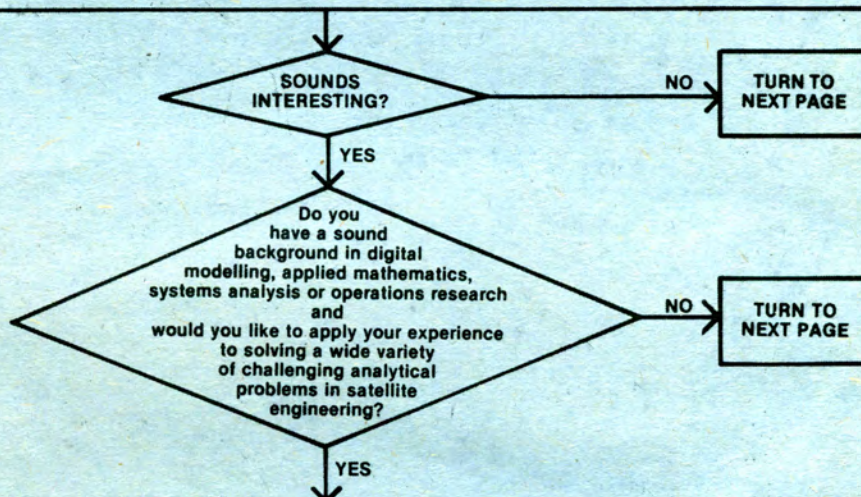 SOUNDS
INTERESTING?
NO
TURN TO
NEXT PAGE
YES
Do you
have a sound
background in digital
modelling, applied mathematics,
systems analysis or operations research
and
would you like to apply your experience
to solving a wide variety
of challenging analytical
problems in satellite
engineering?
NO
TURN TO
NEXT PAGE
YES